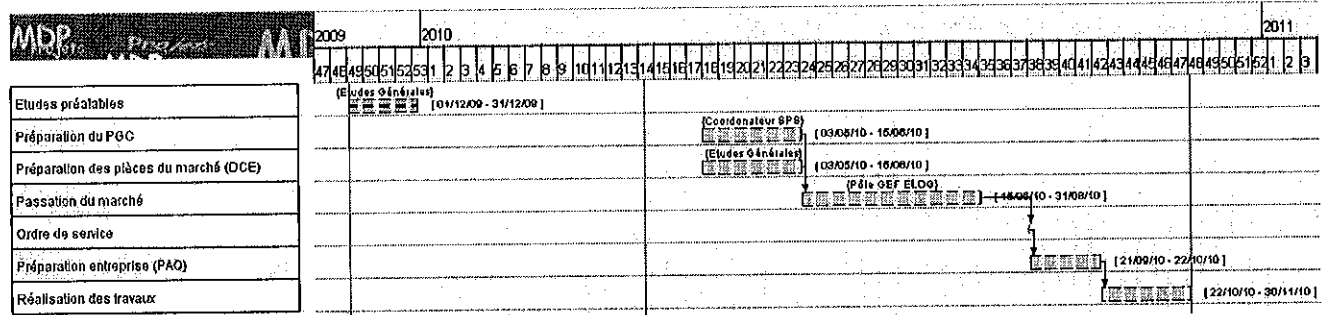 MDP
2009 2010 2011
47 48 49 50 51 52 53 1 2 3 4 5 6 7 8 9 10 11 12 13 14 15 16 17 18 19 20 21 22 23 24 25 26 27 28 29 30 31 32 33 34 35 36 37 38 39 40 41 42 43 44 45 46 47 48 49 50 51 52 1 2 3
Etudes préalables
(Etudes Générales)
[01/12/09 - 31/12/09]
Préparation du PGC
(Coordonateur SPS)
[03/05/10 - 15/06/10]
Préparation des pièces du marché (DCE)
(Etudes Générales)
[03/05/10 - 15/06/10]
Passation du marché
(Pôle GEF ELOG)
[15/06/10 - 31/08/10]
Ordre de service
Préparation entreprise (PAQ)
[21/09/10 - 22/10/10]
Réalisation des travaux
[22/10/10 - 30/11/10]